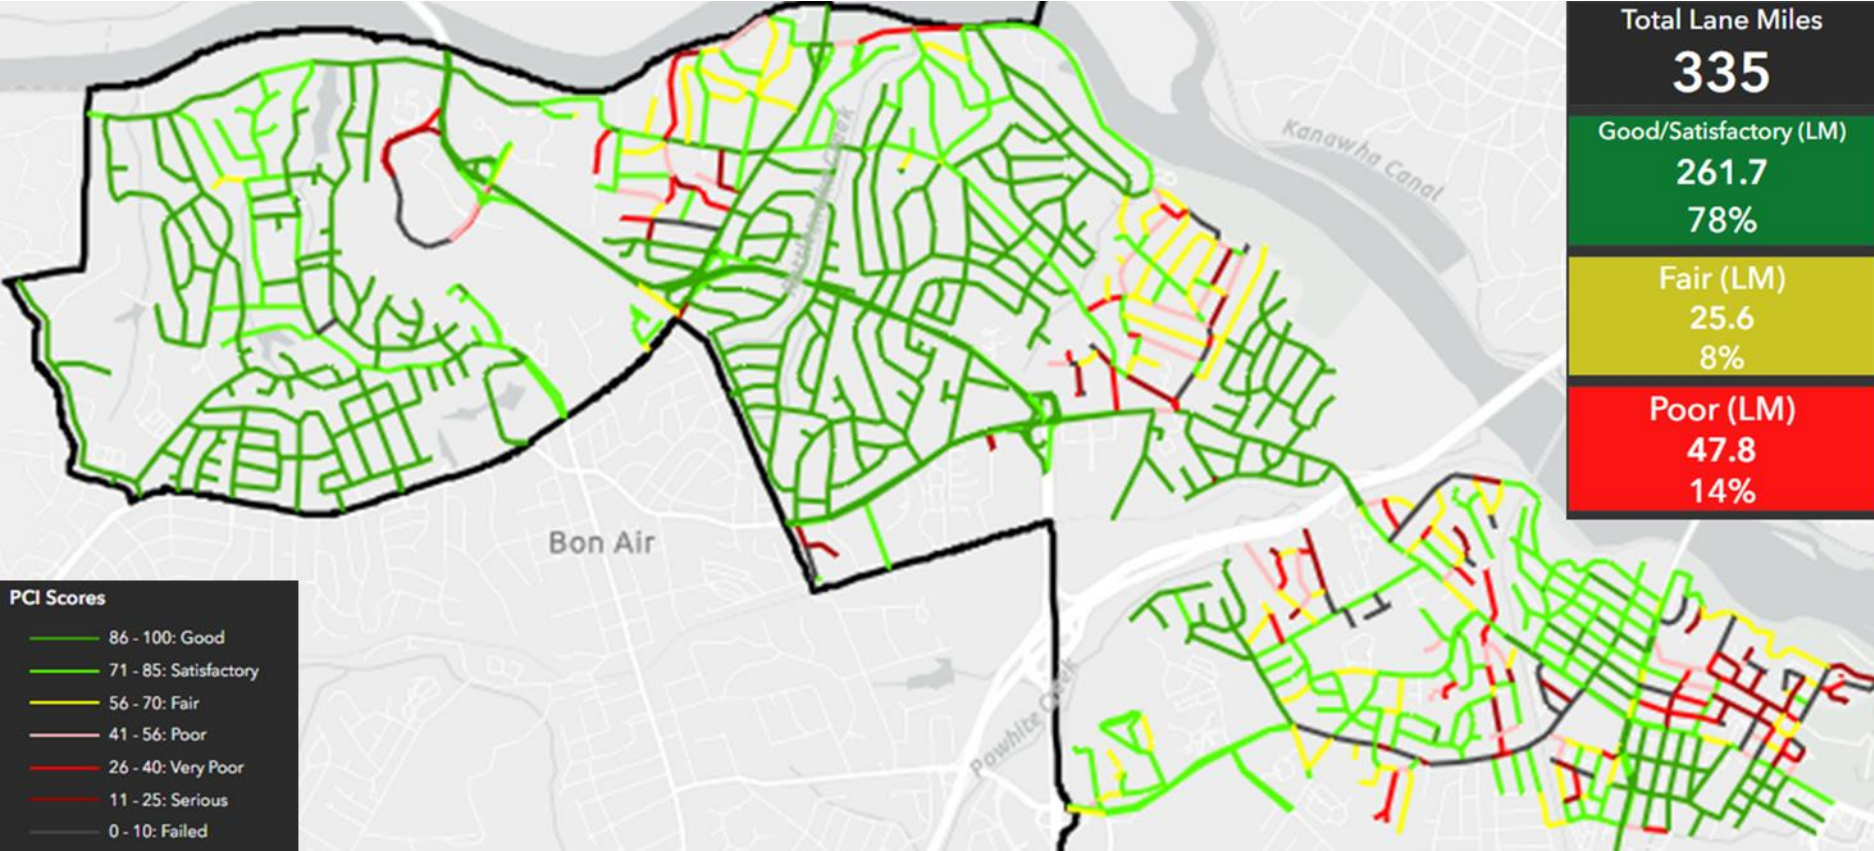 Total Lane Miles
335
Good/Satisfactory (LM)
261.7
78%
Fair (LM)
25.6
8%
Poor (LM)
47.8
14%
Kanawha Canal
Creek
Bon Air
Powhite Creek
PCI Scores
86 - 100: Good
71 - 85: Satisfactory
56 - 70: Fair
41 - 56: Poor
26 - 40: Very Poor
11 - 25: Serious
0 - 10: Failed